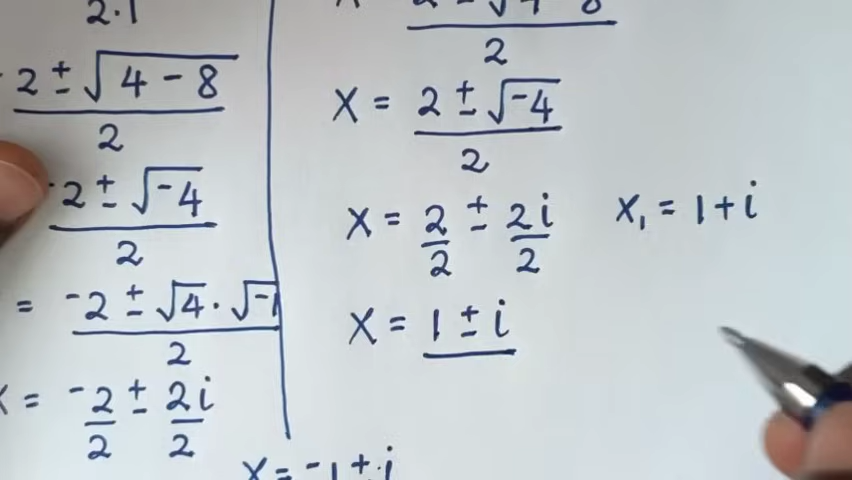 2·1
-2 ± √4 - 8
2
-2 ± √-4
2
= -2 ± √4 · √-1
2
X = -2/2 ± 2i/2
X = -1 ± i
2
X = 2 ± √-4
2
X = 2/2 ± 2i/2
X = 1 ± i
X₁ = 1 + i